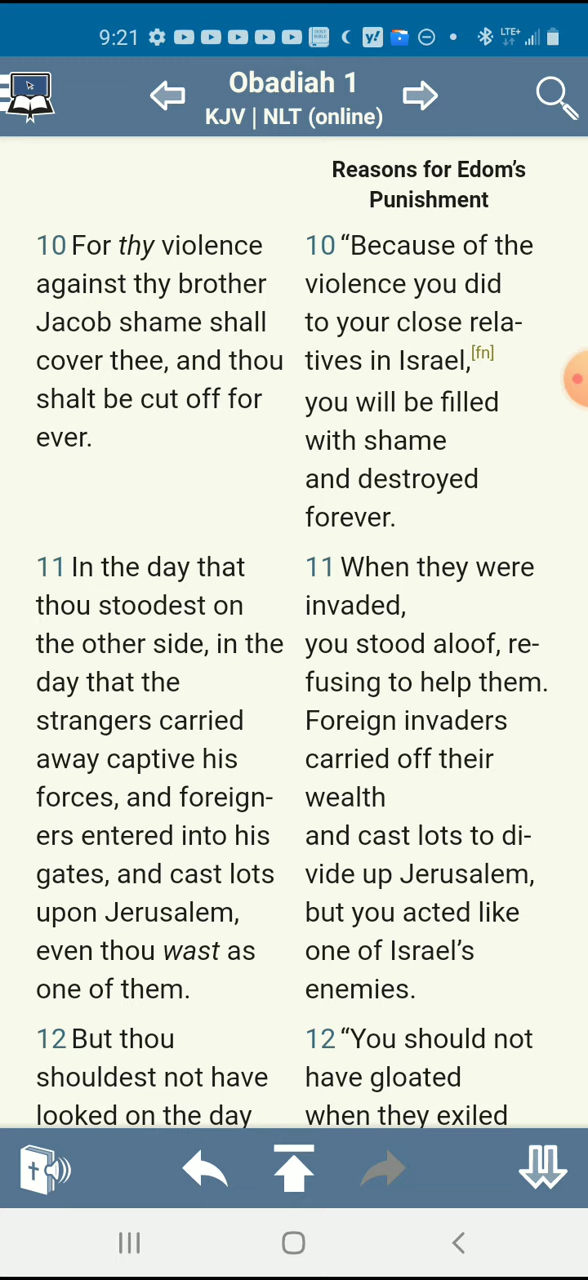 9:21
LTE+
Obadiah 1
KJV | NLT (online)
Reasons for Edom's
Punishment
10 For thy violence
against thy brother
Jacob shame shall
cover thee, and thou
shalt be cut off for
ever.
10 “Because of the
violence you did
to your close rela-
tives in Israel,[fn]
you will be filled
with shame
and destroyed
forever.
11 In the day that
thou stoodest on
the other side, in the
day that the
strangers carried
away captive his
forces, and foreign-
ers entered into his
gates, and cast lots
upon Jerusalem,
even thou wast as
one of them.
11 When they were
invaded,
you stood aloof, re-
fusing to help them.
Foreign invaders
carried off their
wealth
and cast lots to di-
vide up Jerusalem,
but you acted like
one of Israel’s
enemies.
12 But thou
shouldest not have
looked on the day
12 “You should not
have gloated
when they exiled